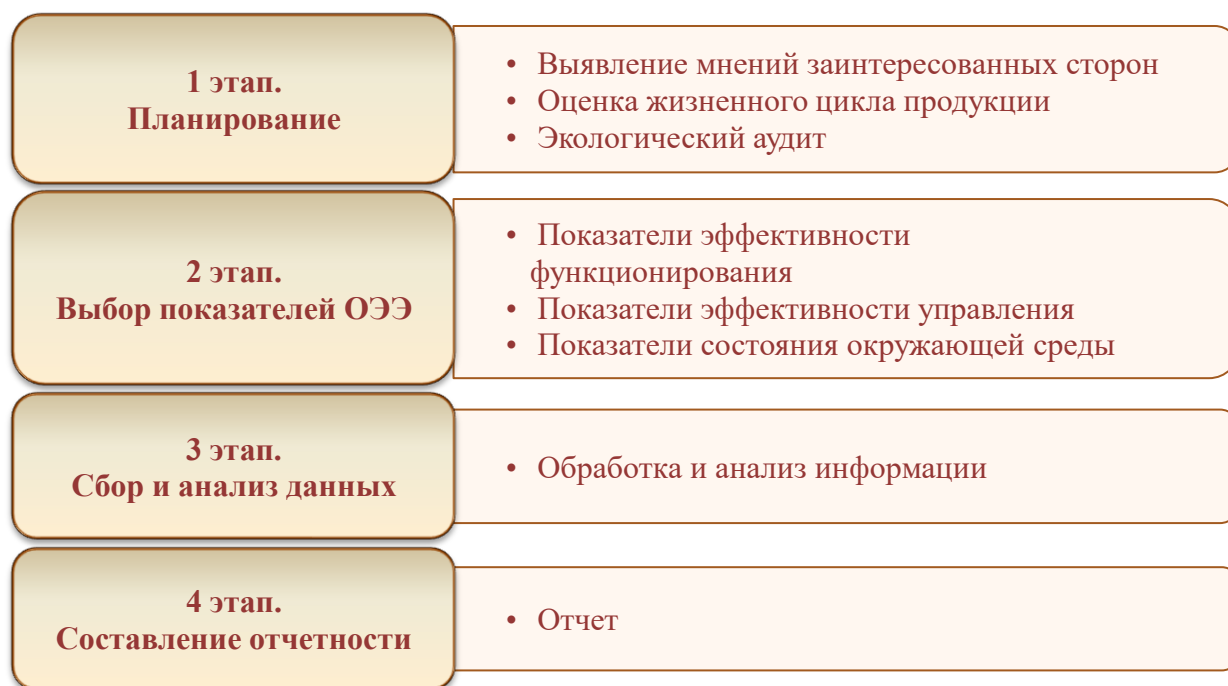 1 этап.
Планирование
• Выявление мнений заинтересованных сторон
• Оценка жизненного цикла продукции
• Экологический аудит
2 этап.
Выбор показателей ОЭЭ
• Показатели эффективности
функционирования
• Показатели эффективности управления
• Показатели состояния окружающей среды
3 этап.
Сбор и анализ данных
• Обработка и анализ информации
4 этап.
Составление отчетности
• Отчет